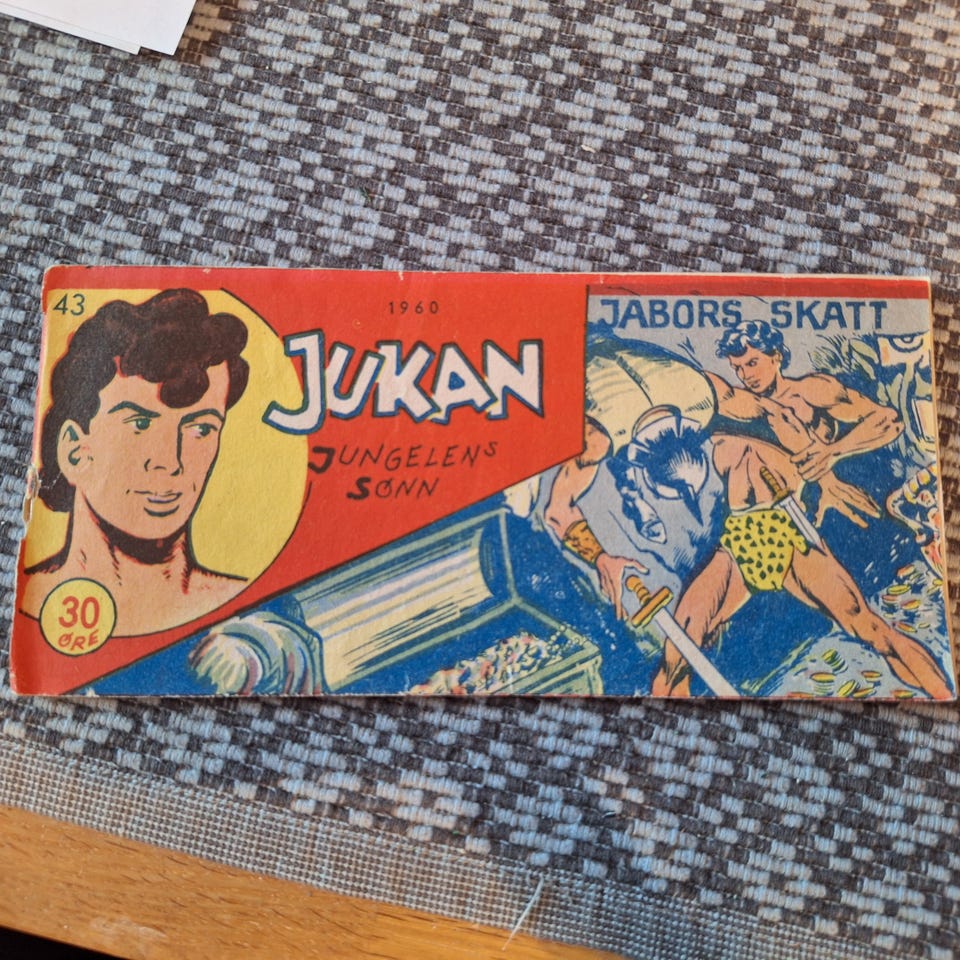 43
1960
JUKAN
JUNGELENS
SØNN
JABORS SKATT
30
ØRE